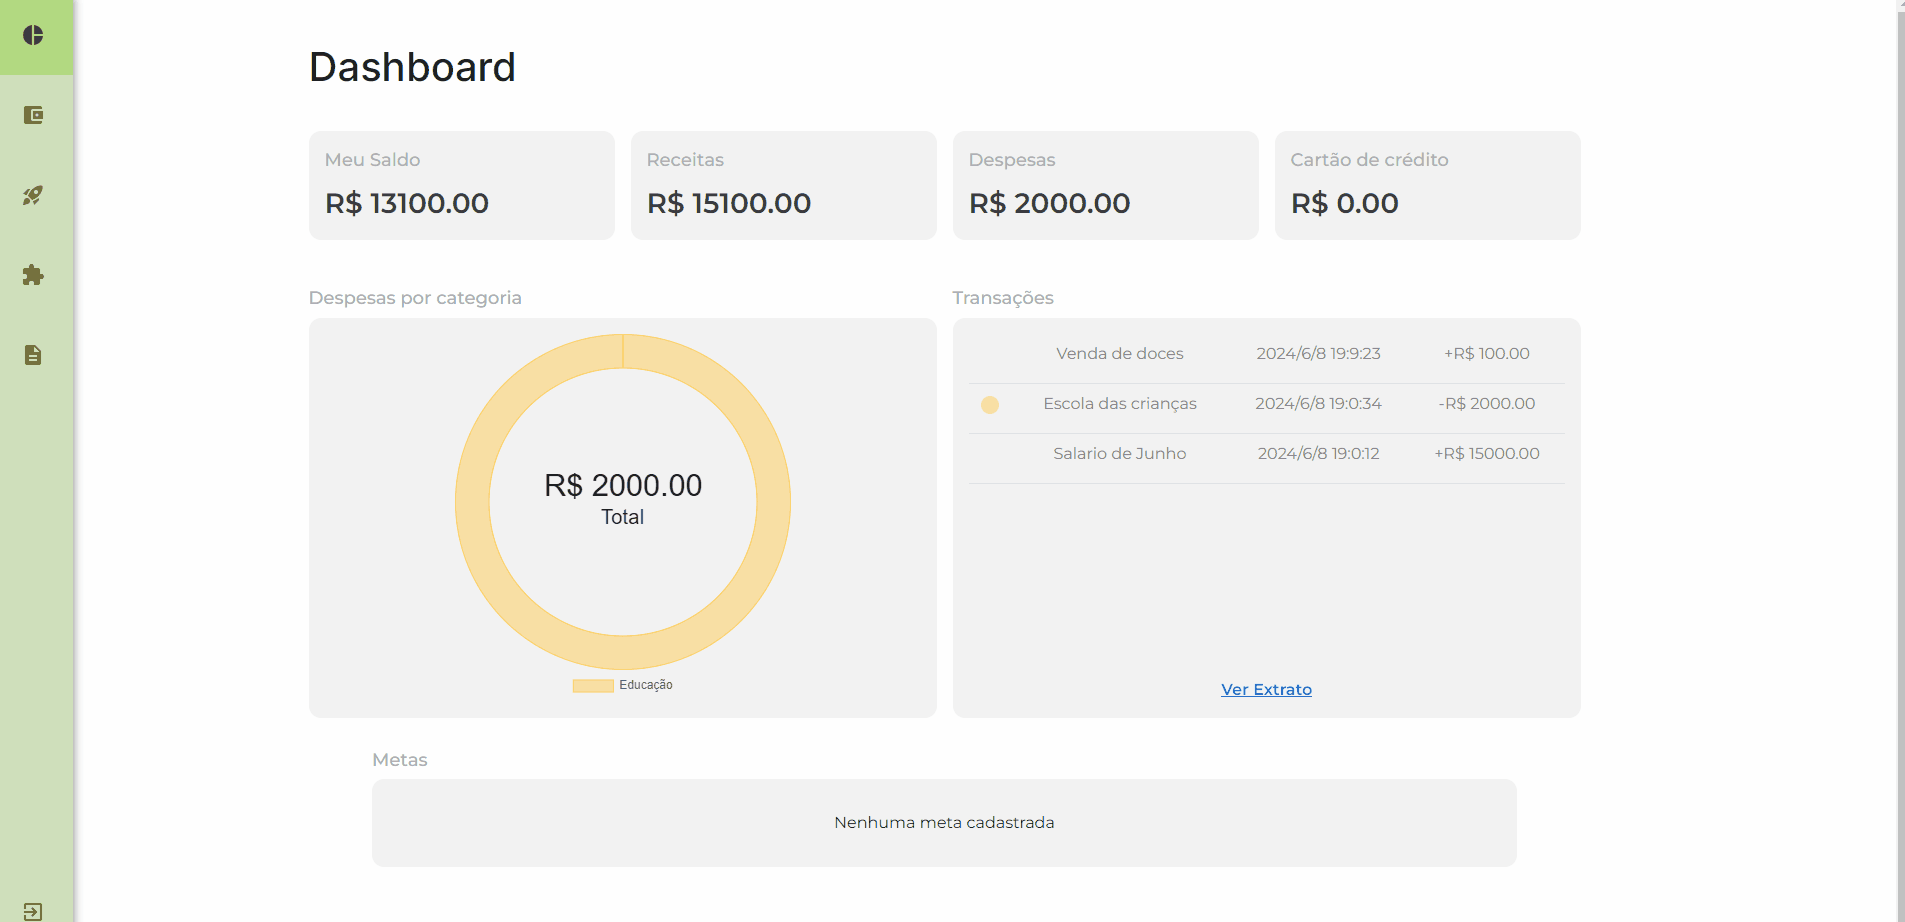 Dashboard
Meu Saldo
R$ 13100.00
Receitas
R$ 15100.00
Despesas
R$ 2000.00
Cartão de crédito
R$ 0.00
Despesas por categoria
R$ 2000.00
Total
Educação
Transações
Venda de doces 2024/6/8 19:9:23 +R$ 100.00
Escola das crianças 2024/6/8 19:0:34 -R$ 2000.00
Salario de Junho 2024/6/8 19:0:12 +R$ 15000.00
Ver Extrato
Metas
Nenhuma meta cadastrada